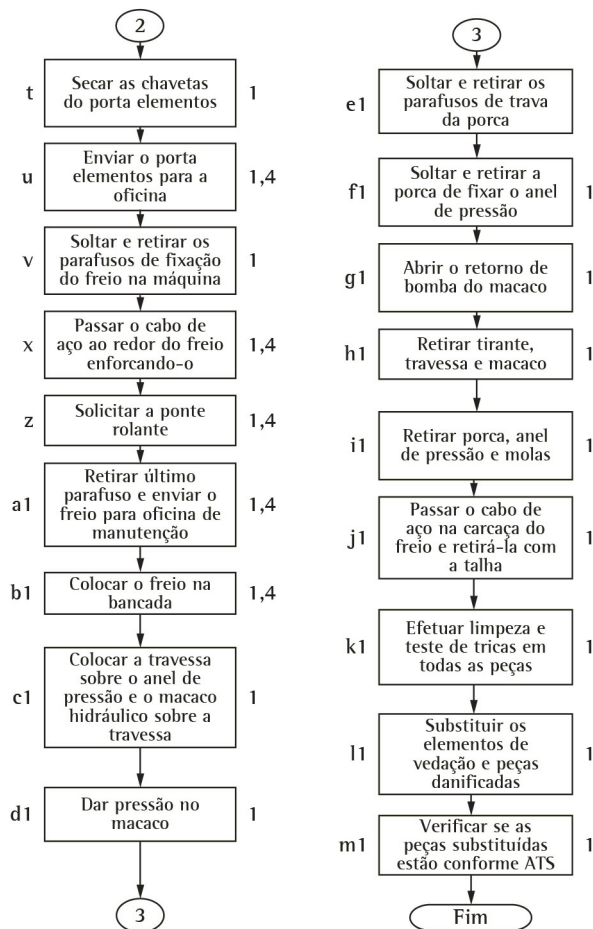 2
t
Secar as chavetas
do porta elementos
1
u
Enviar o porta
elementos para a
oficina
1,4
v
Soltar e retirar os
parafusos de fixação
do freio na máquina
1
x
Passar o cabo de
aço ao redor do freio
enforcando-o
1,4
z
Solicitar a ponte
rolante
1,4
a1
Retirar último
parafuso e enviar o
freio para oficina de
manutenção
1,4
b1
Colocar o freio na
bancada
1,4
c1
Colocar a travessa
sobre o anel de
pressão e o macaco
hidráulico sobre a
travessa
1
d1
Dar pressão no
macaco
1
3
3
e1
Soltar e retirar os
parafusos de trava
da porca
f1
Soltar e retirar a
porca de fixar o anel
de pressão
1
g1
Abrir o retorno de
bomba do macaco
1
h1
Retirar tirante,
travessa e macaco
1
i1
Retirar porca, anel
de pressão e molas
1
j1
Passar o cabo de
aço na carcaça do
freio e retirá-la com
a talha
1
k1
Efetuar limpeza e
teste de tricas em
todas as peças
1
l1
Substituir os
elementos de
vedação e peças
danificadas
1
m1
Verificar se as
peças substituídas
estão conforme ATS
1
Fim